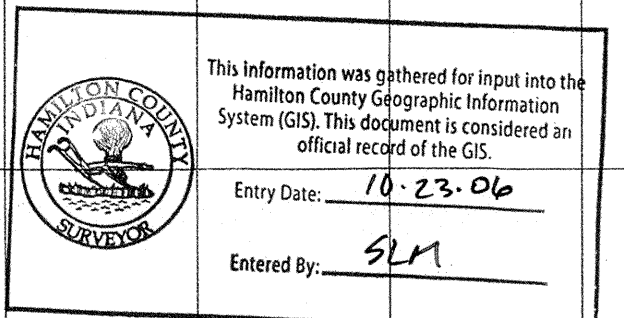 HAMILTON COUNTY
INDIANA
SURVEYOR
This information was gathered for input into the
Hamilton County Geographic Information
System (GIS). This document is considered an
official record of the GIS.
Entry Date: 10.23.06
Entered By: SLM